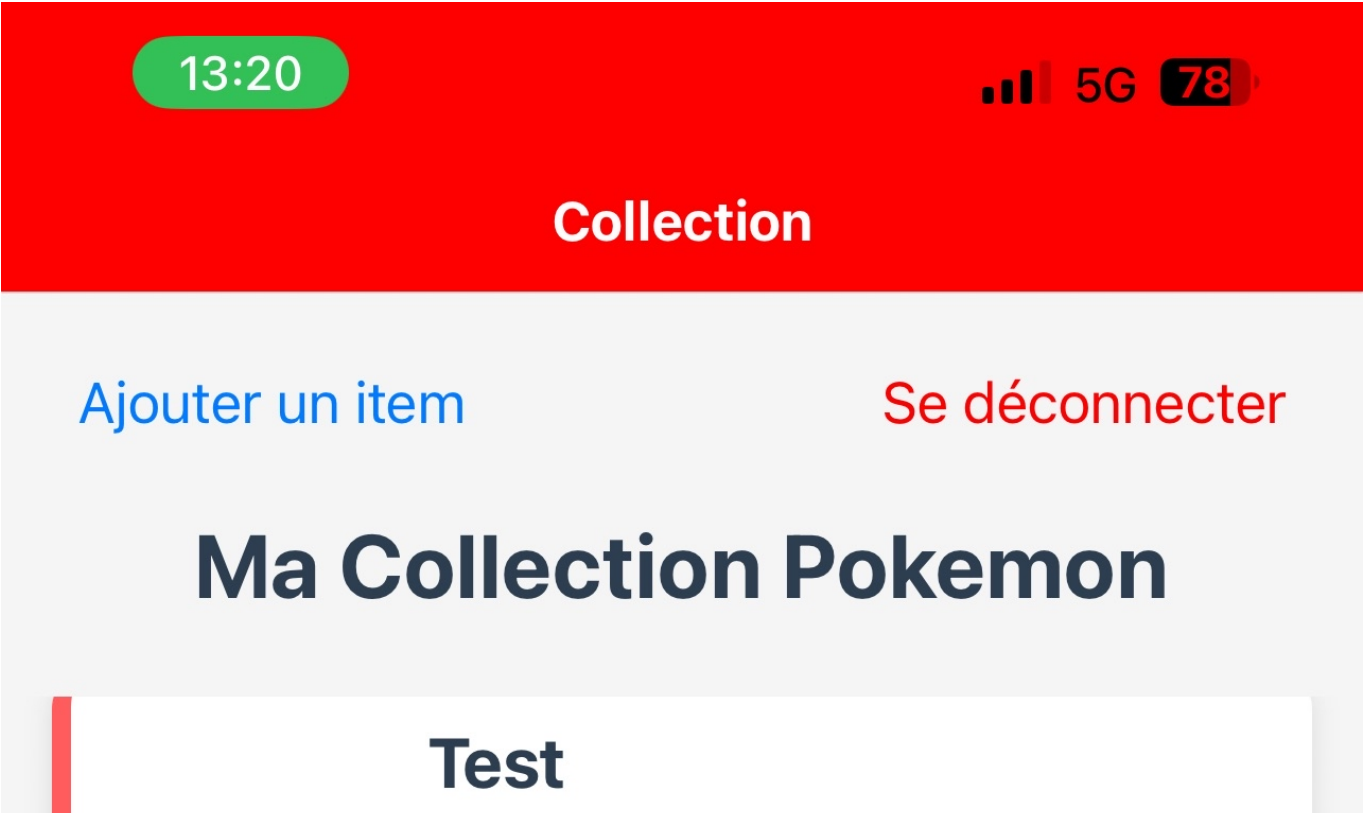 13:20 5G 78
Collection
Ajouter un item Se déconnecter
Ma Collection Pokemon
Test